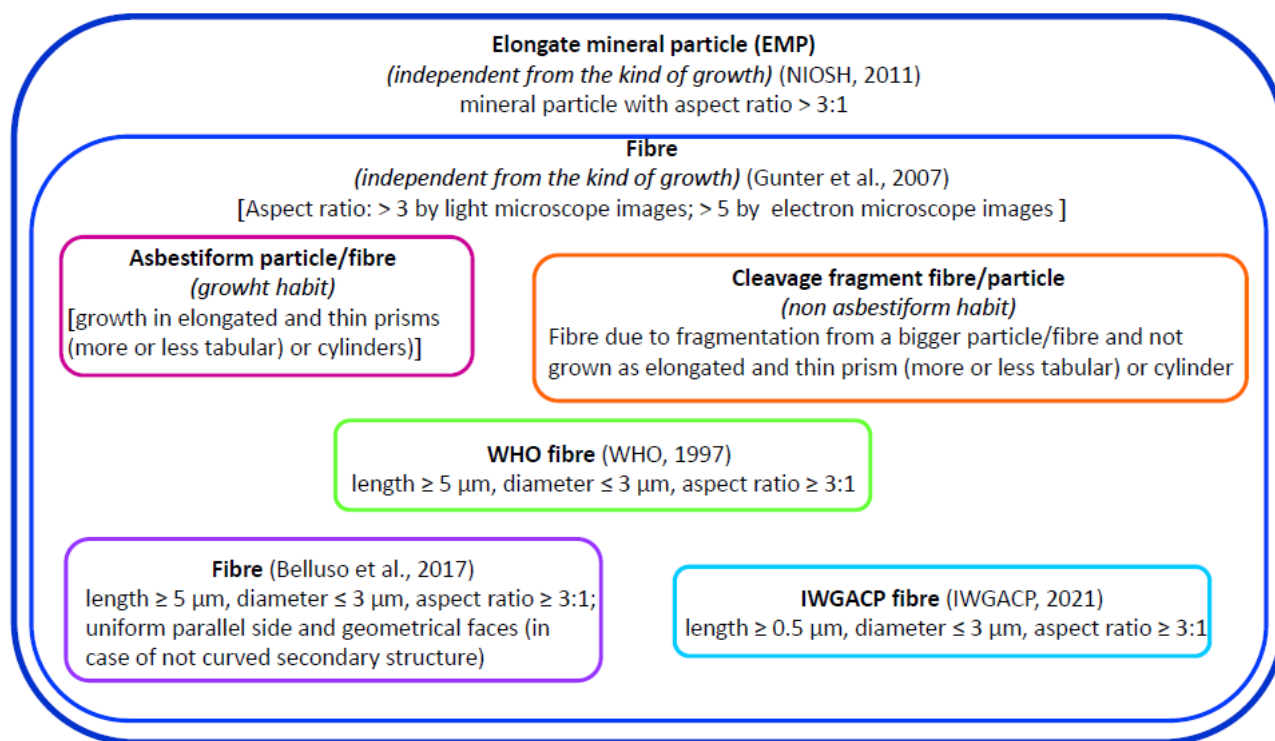 Elongate mineral particle (EMP)
(independent from the kind of growth) (NIOSH, 2011)
mineral particle with aspect ratio > 3:1
Fibre
(independent from the kind of growth) (Gunter et al., 2007)
[Aspect ratio: > 3 by light microscope images; > 5 by electron microscope images ]
Asbestiform particle/fibre
(growht habit)
[growth in elongated and thin prisms
(more or less tabular) or cylinders)]
Cleavage fragment fibre/particle
(non asbestiform habit)
Fibre due to fragmentation from a bigger particle/fibre and not
grown as elongated and thin prism (more or less tabular) or cylinder
WHO fibre (WHO, 1997)
length ≥ 5 μm, diameter ≤ 3 μm, aspect ratio ≥ 3:1
Fibre (Belluso et al., 2017)
length ≥ 5 μm, diameter ≤ 3 μm, aspect ratio ≥ 3:1;
uniform parallel side and geometrical faces (in
case of not curved secondary structure)
IWGACP fibre (IWGACP, 2021)
length ≥ 0.5 μm, diameter ≤ 3 μm, aspect ratio ≥ 3:1